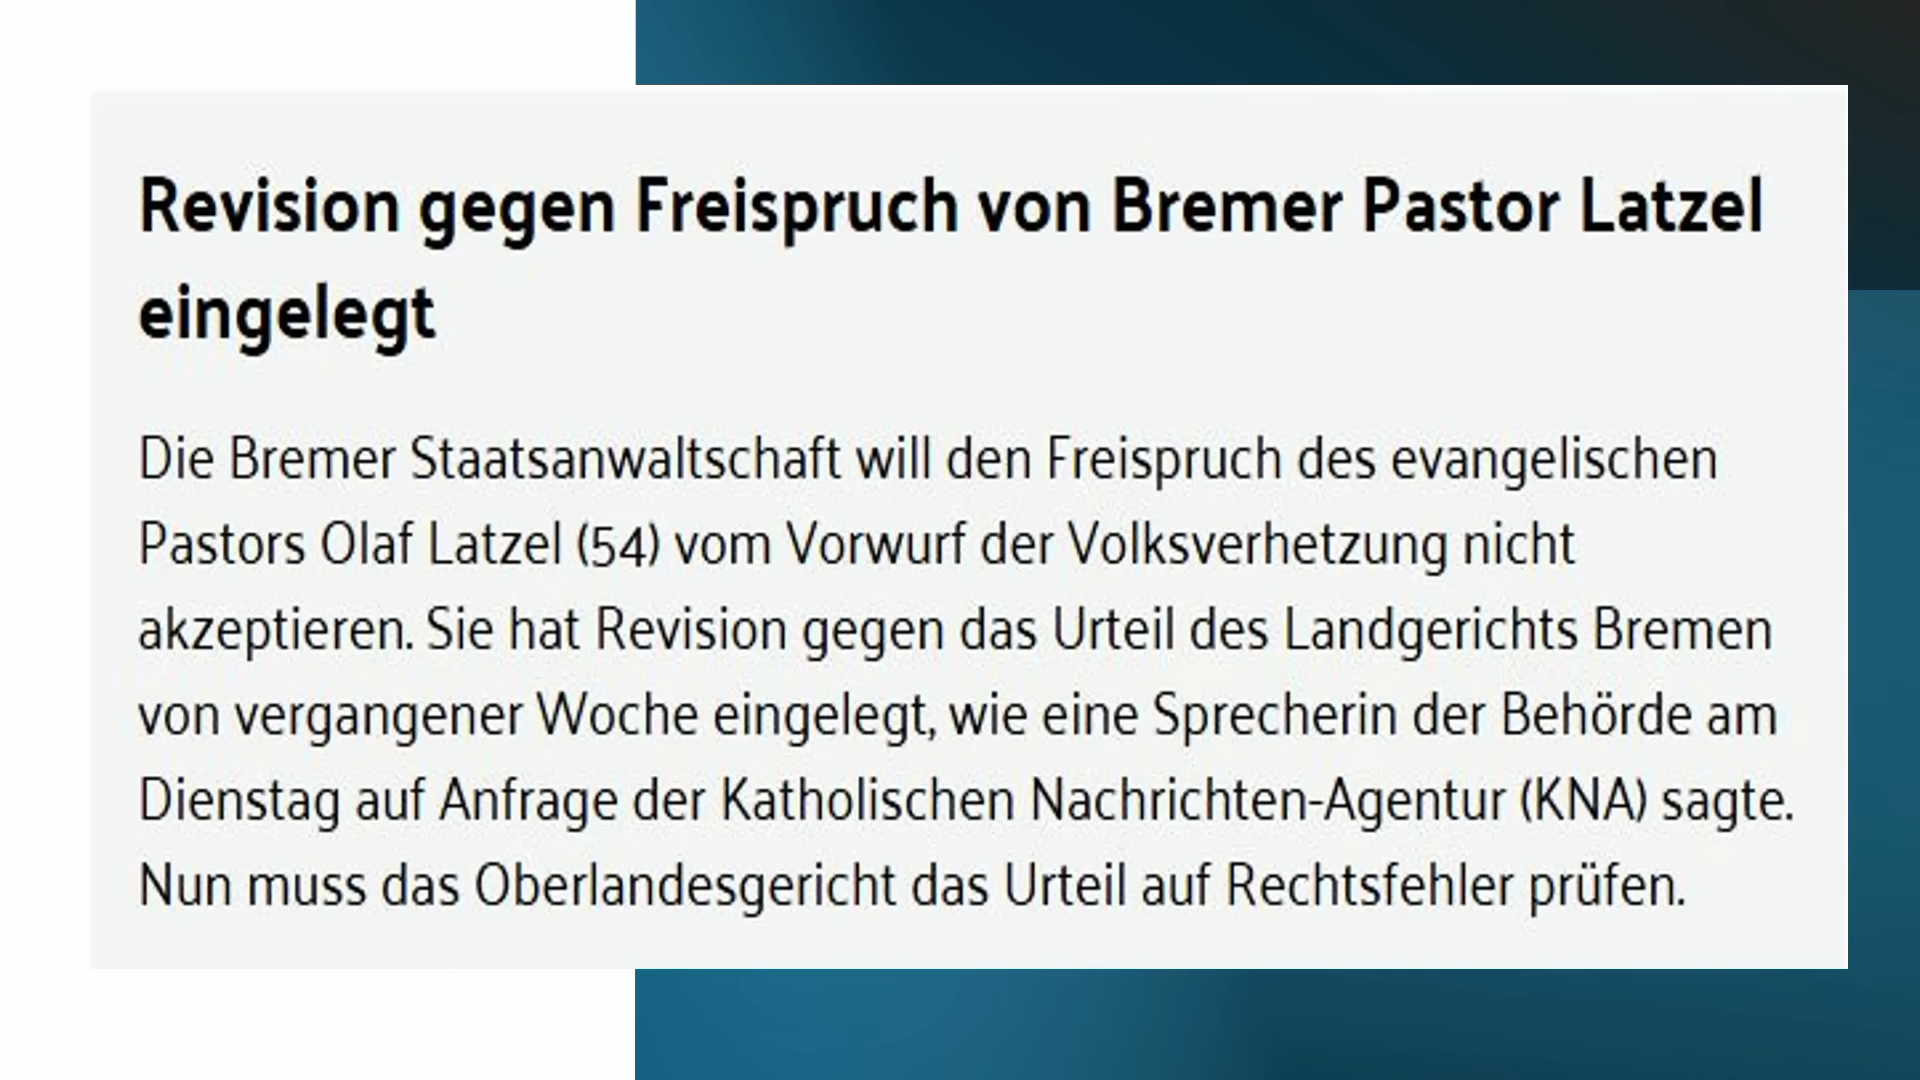 Revision gegen Freispruch von Bremer Pastor Latzel
eingelegt
Die Bremer Staatsanwaltschaft will den Freispruch des evangelischen
Pastors Olaf Latzel (54) vom Vorwurf der Volksverhetzung nicht
akzeptieren. Sie hat Revision gegen das Urteil des Landgerichts Bremen
von vergangener Woche eingelegt, wie eine Sprecherin der Behörde am
Dienstag auf Anfrage der Katholischen Nachrichten-Agentur (KNA) sagte.
Nun muss das Oberlandesgericht das Urteil auf Rechtsfehler prüfen.